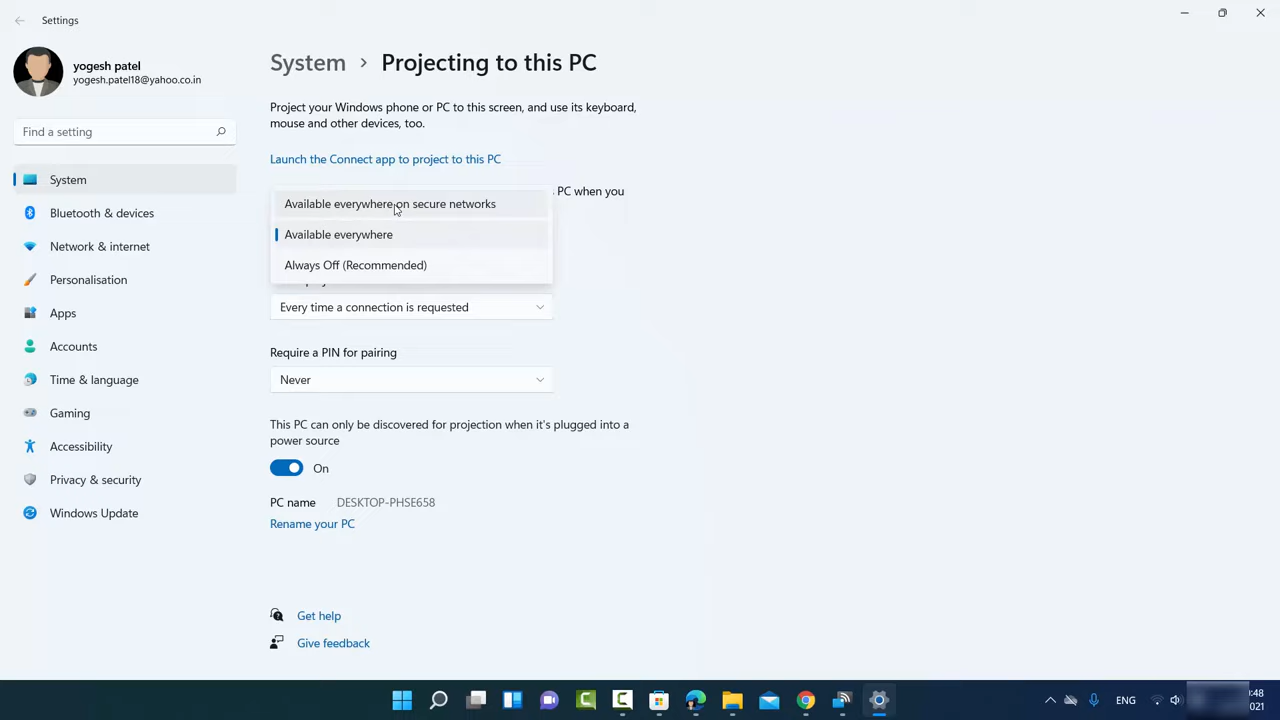 Settings
yogesh patel
yogesh.patel18@yahoo.co.in
Find a setting
System
Bluetooth & devices
Network & internet
Personalisation
Apps
Accounts
Time & language
Gaming
Accessibility
Privacy & security
Windows Update
System > Projecting to this PC
Project your Windows phone or PC to this screen, and use its keyboard,
mouse and other devices, too.
Launch the Connect app to project to this PC
PC when you
Available everywhere on secure networks
Available everywhere
Always Off (Recommended)
Every time a connection is requested
Require a PIN for pairing
Never
This PC can only be discovered for projection when it's plugged into a
power source
On
PC name DESKTOP-PHSE658
Rename your PC
Get help
Give feedback
ENG
:48
021